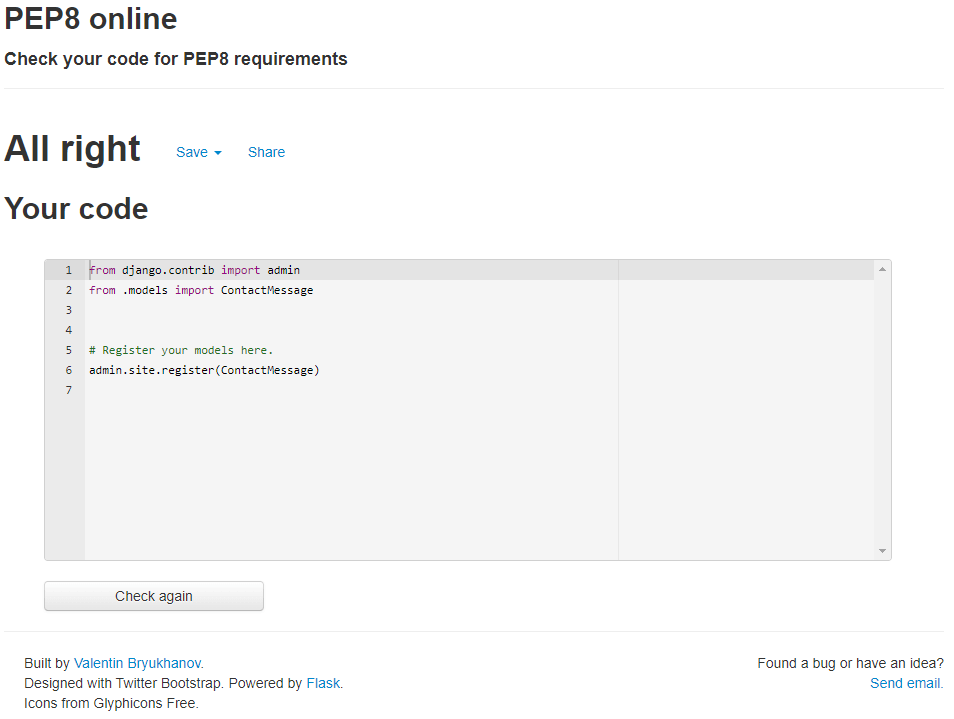 PEP8 online
Check your code for PEP8 requirements
All right Save Share
Your code
1 from django.contrib import admin
2 from .models import ContactMessage
3
4
5 # Register your models here.
6 admin.site.register(ContactMessage)
7
Check again
Built by Valentin Bryukhanov. Found a bug or have an idea?
Designed with Twitter Bootstrap. Powered by Flask. Send email.
Icons from Glyphicons Free.